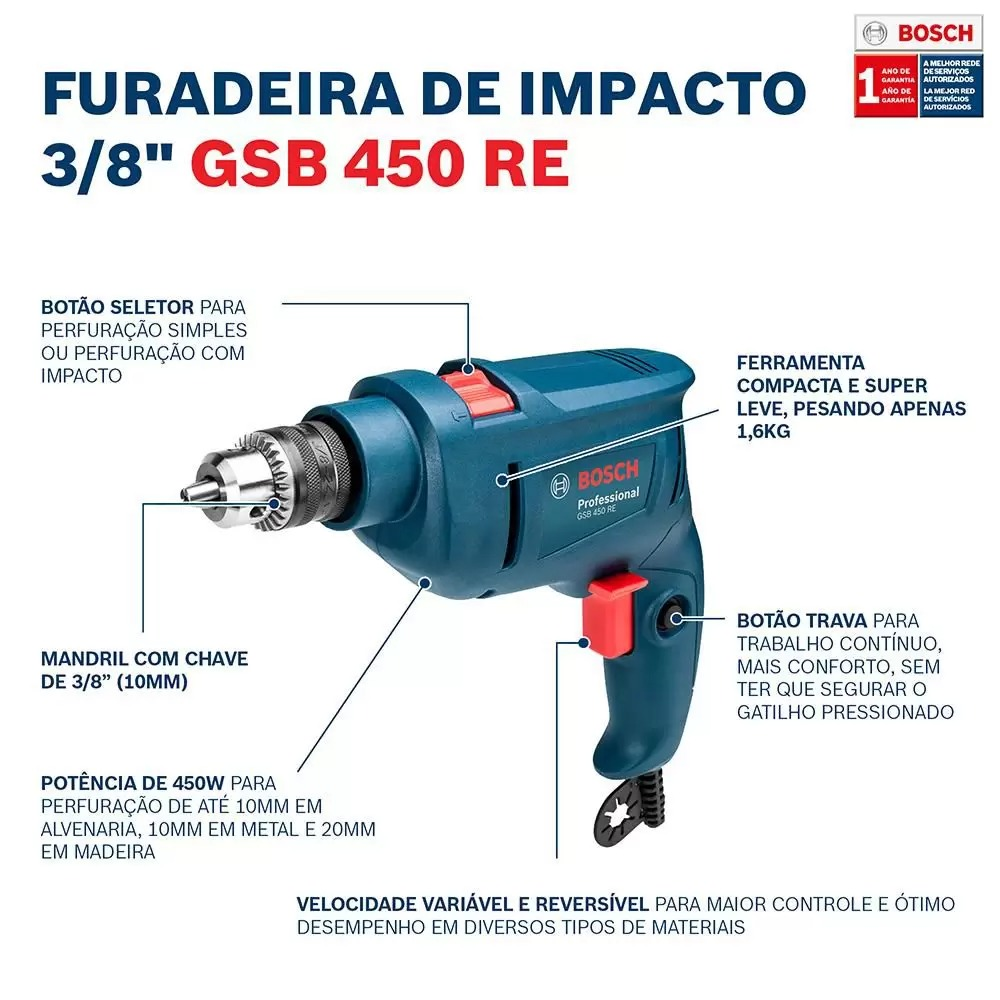 BOSCH
1 ANO DE GARANTIA
AÑO DE GARANTÍA
A MELHOR REDE
DE SERVIÇOS
AUTORIZADOS
LA MEJOR RED
DE SERVICIOS
AUTORIZADOS
FURADEIRA DE IMPACTO
3/8" GSB 450 RE
BOTÃO SELETOR PARA
PERFURAÇÃO SIMPLES
OU PERFURAÇÃO COM
IMPACTO
FERRAMENTA
COMPACTA E SUPER
LEVE, PESANDO APENAS
1,6KG
BOSCH
Professional
GSB 450 RE
MANDRIL COM CHAVE
DE 3/8” (10MM)
BOTÃO TRAVA PARA
TRABALHO CONTÍNUO,
MAIS CONFORTO, SEM
TER QUE SEGURAR O
GATILHO PRESSIONADO
POTÊNCIA DE 450W PARA
PERFURAÇÃO DE ATÉ 10MM EM
ALVENARIA, 10MM EM METAL E 20MM
EM MADEIRA
VELOCIDADE VARIÁVEL E REVERSÍVEL PARA MAIOR CONTROLE E ÓTIMO
DESEMPENHO EM DIVERSOS TIPOS DE MATERIAIS